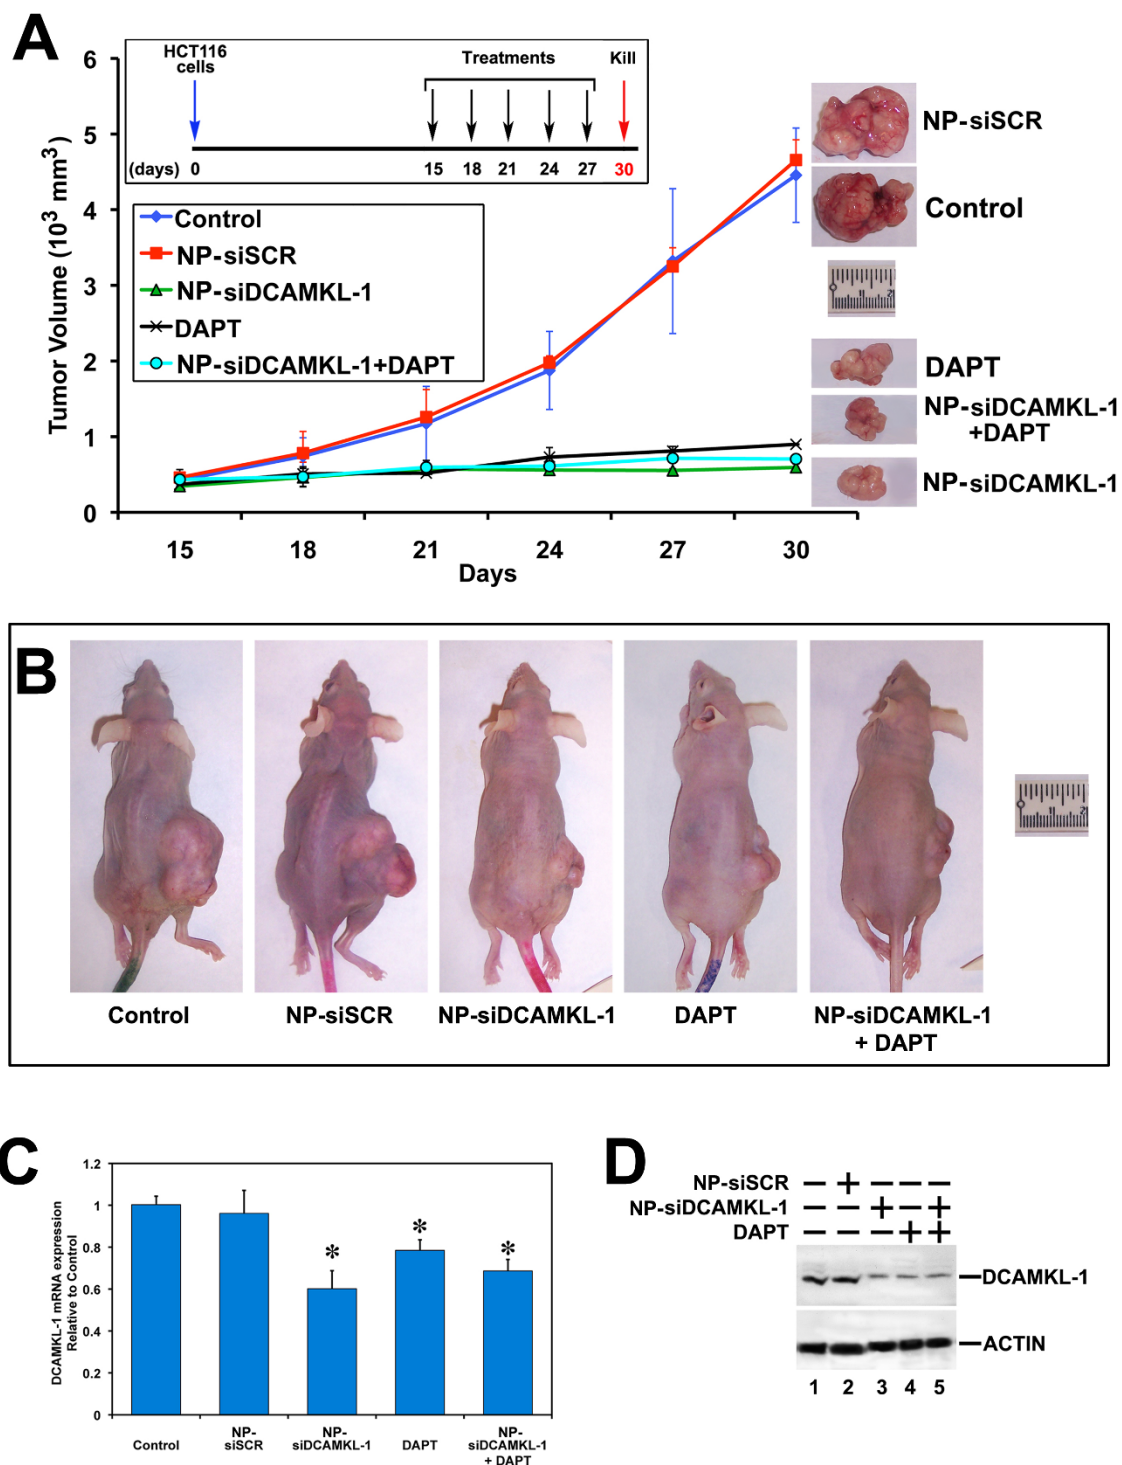 A
6
5
4
3
2
1
0
Tumor Volume (10³ mm³)
HCT116
cells
Treatments
Kill
(days) 0 15 18 21 24 27 30
Control
NP-siSCR
NP-siDCAMKL-1
DAPT
NP-siDCAMKL-1+DAPT
15 18 21 24 27 30
Days
NP-siSCR
Control
DAPT
NP-siDCAMKL-1
+DAPT
NP-siDCAMKL-1
B
Control
NP-siSCR
NP-siDCAMKL-1
DAPT
NP-siDCAMKL-1
+ DAPT
C
DCAMKL-1 mRNA expression
Relative to Control
1.2
1
0.8
0.6
0.4
0.2
0
* * *
Control
NP-
siSCR
NP-
siDCAMKL-1
DAPT
NP-
siDCAMKL-1
+ DAPT
D
NP-siSCR – + – – –
NP-siDCAMKL-1 – – + – +
DAPT – – – + +
DCAMKL-1
ACTIN
1 2 3 4 5